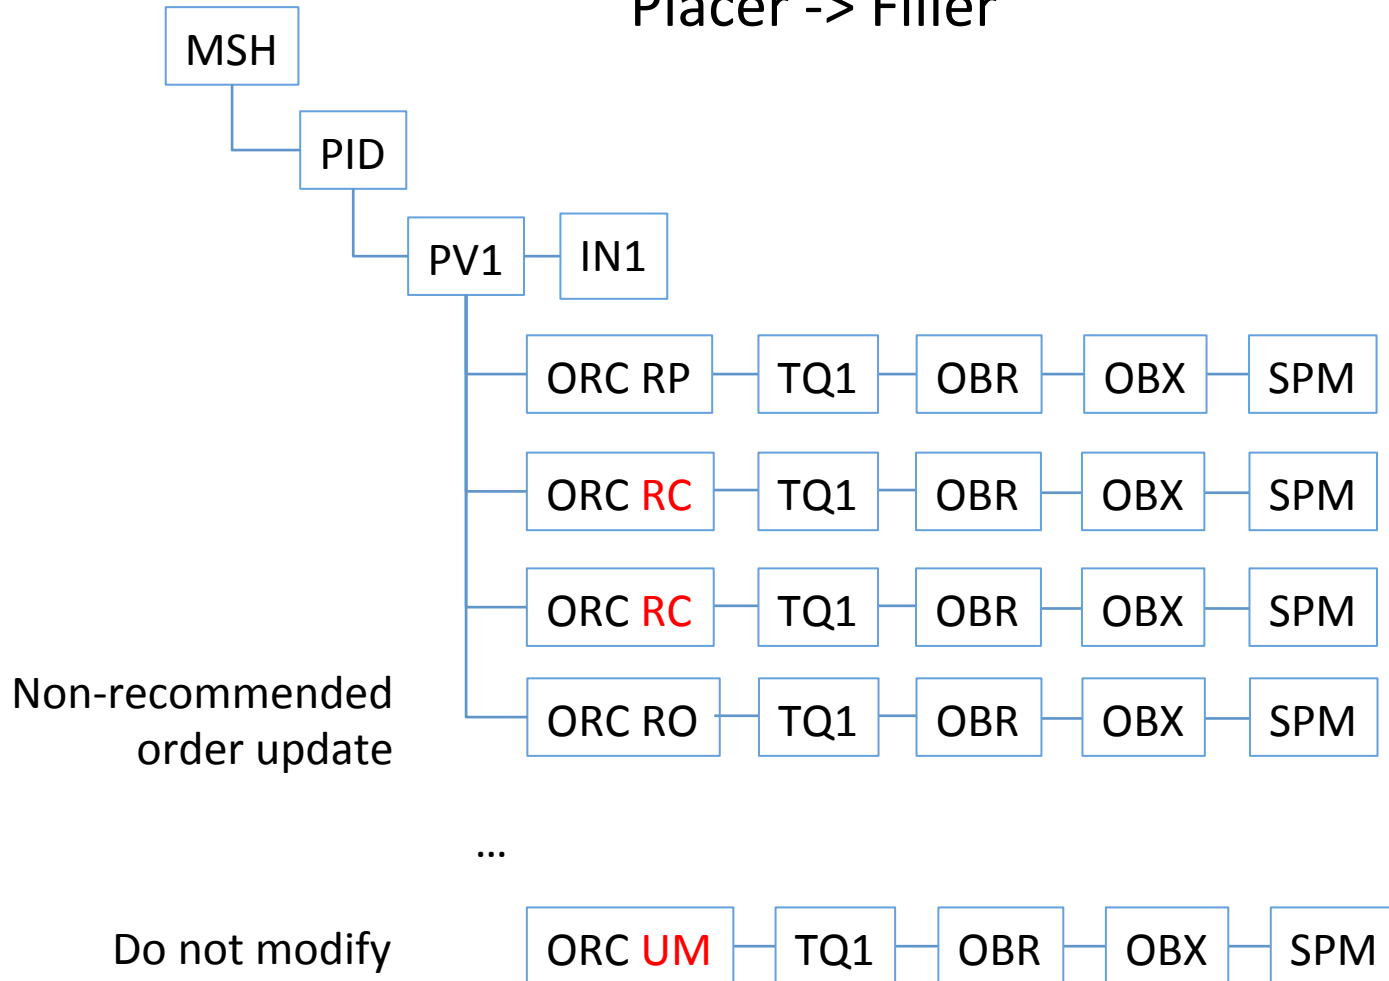 Placer -> Filler
MSH
PID
PV1 IN1
ORC RP TQ1 OBR OBX SPM
ORC RC TQ1 OBR OBX SPM
ORC RC TQ1 OBR OBX SPM
Non-recommended
order update
ORC RO TQ1 OBR OBX SPM
...
Do not modify ORC UM TQ1 OBR OBX SPM